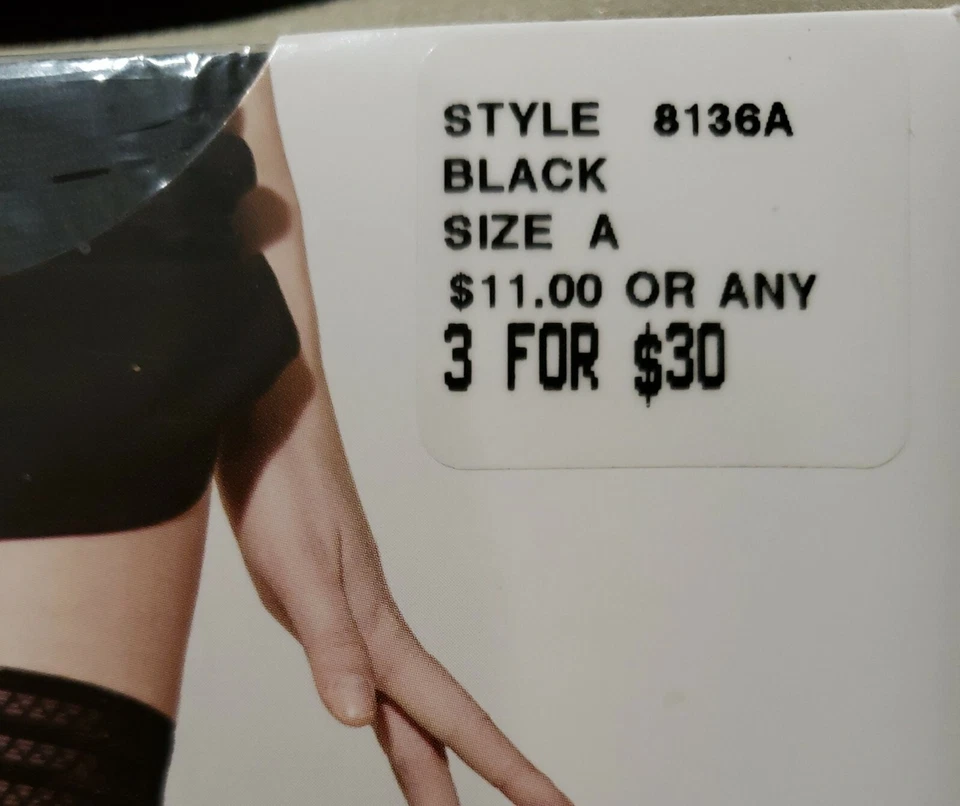 STYLE 8136A
BLACK
SIZE A
$11.00 OR ANY
3 FOR $30